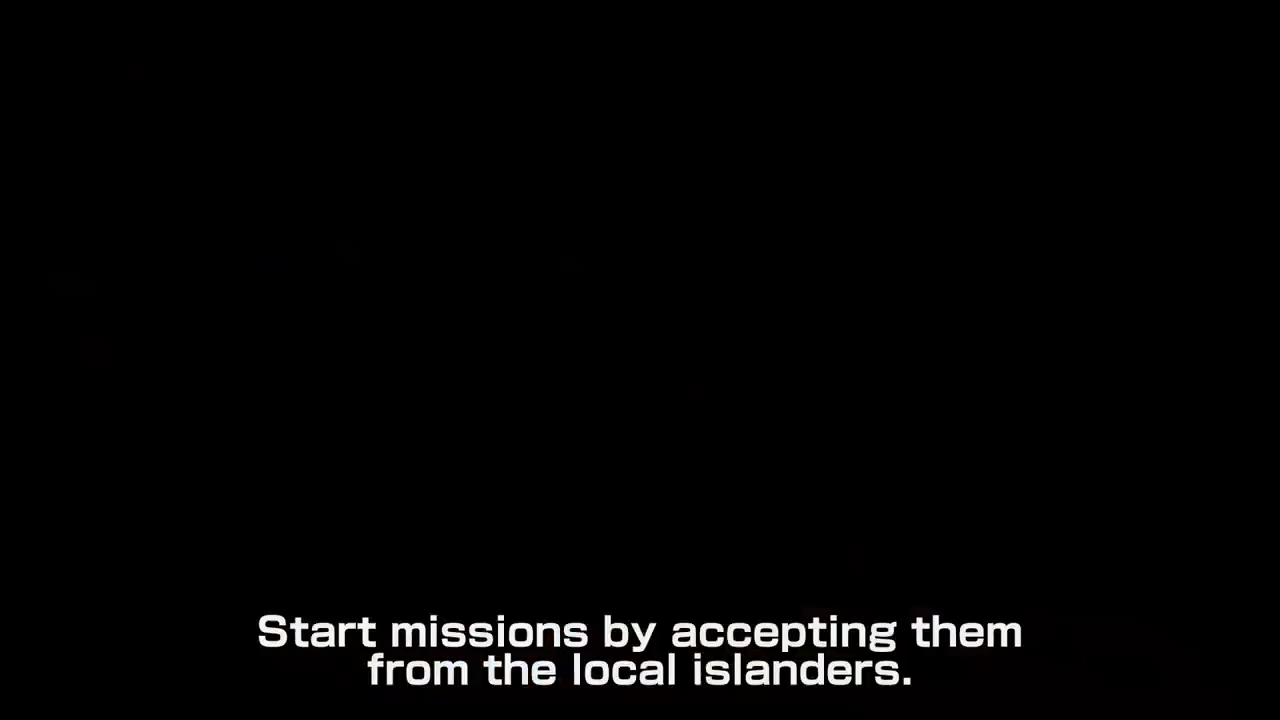 Start missions by accepting them
from the local islanders.